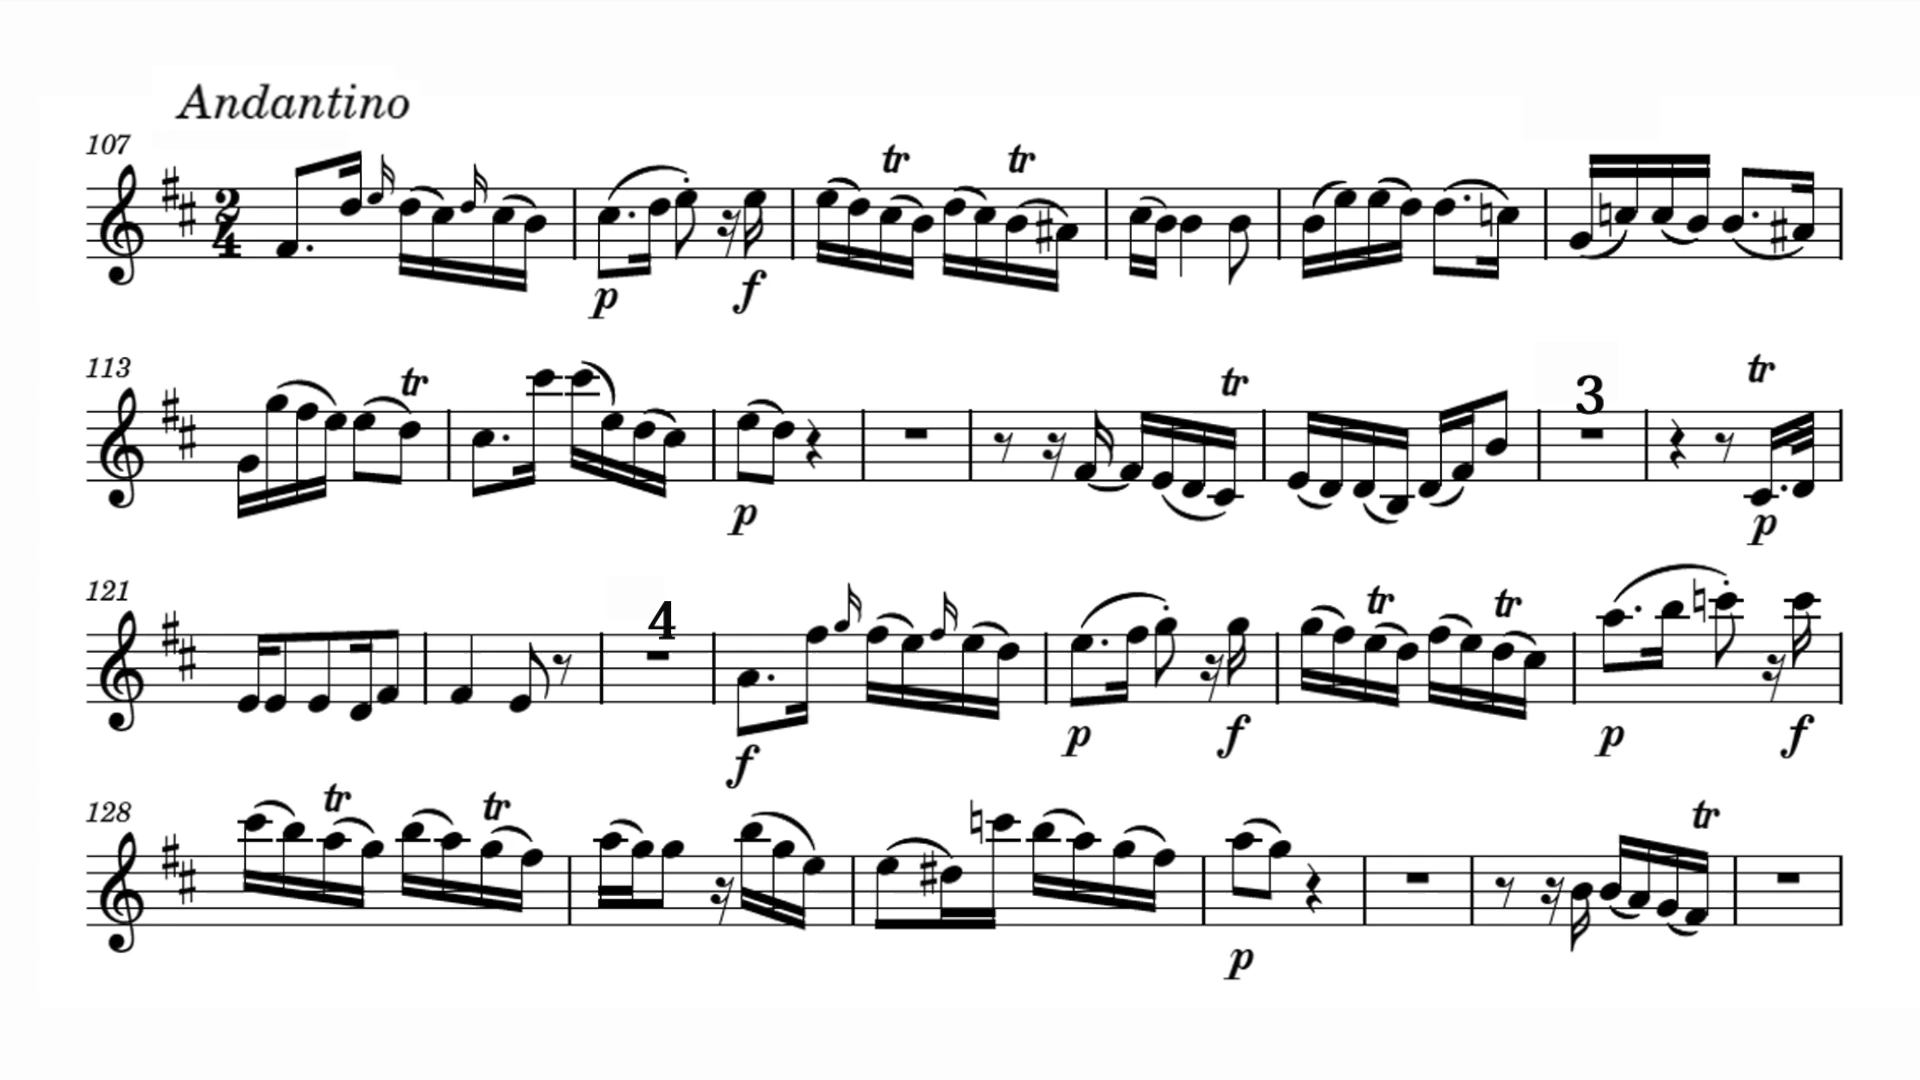 Andantino
107
2
4
tr tr
p f
113
tr tr 3 tr
p p
121
4 tr tr
f p f p f
128
tr tr tr
p